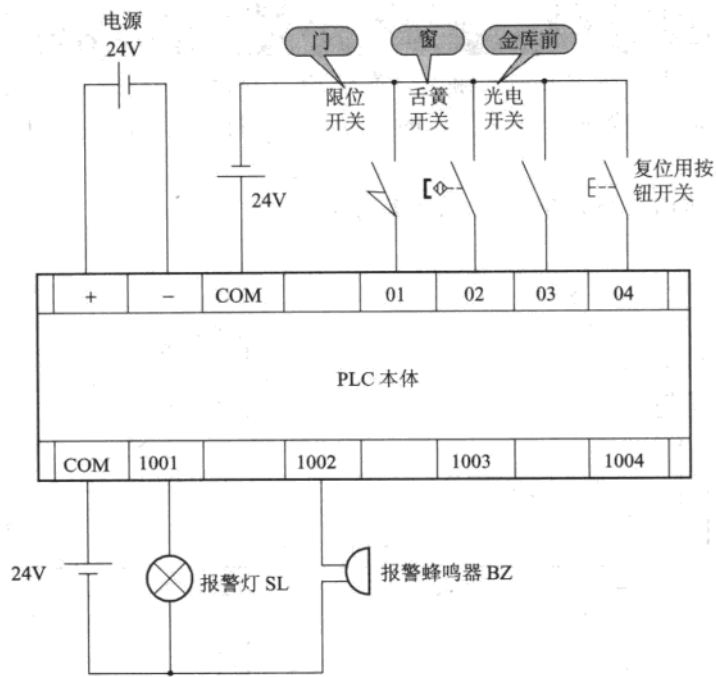 电源
24V
门
窗
金库前
限位
开关
舌簧
开关
光电
开关
复位用按
钮开关
24V
+
−
COM
01
02
03
04
PLC 本体
COM
1001
1002
1003
1004
24V
报警灯 SL
报警蜂鸣器 BZ